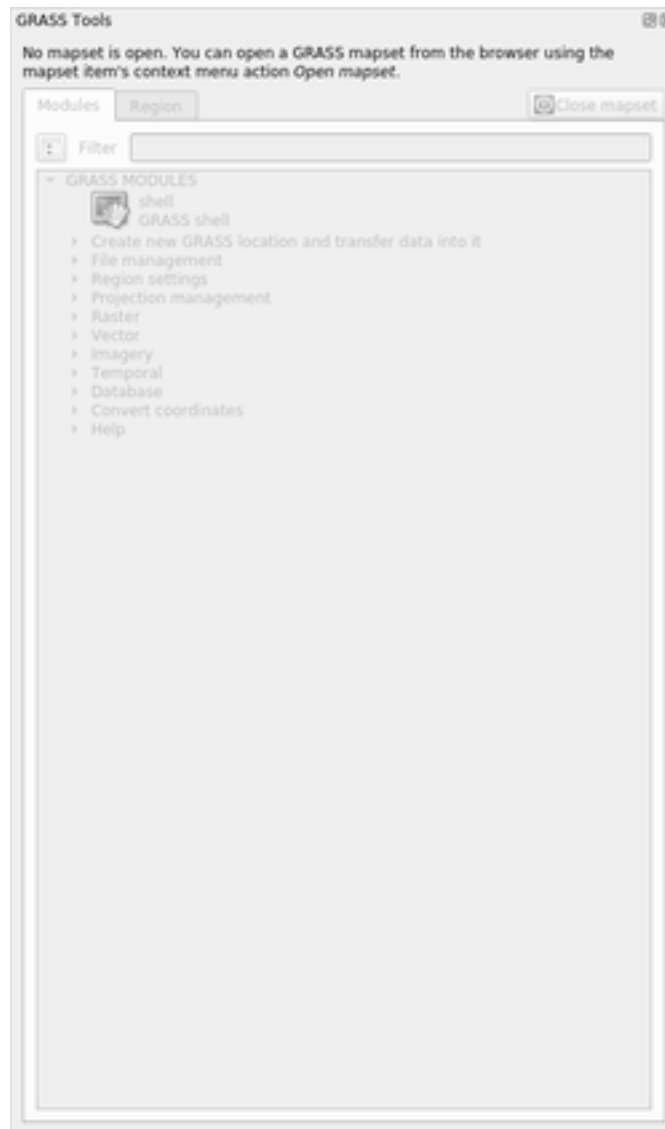 GRASS Tools
No mapset is open. You can open a GRASS mapset from the browser using the
mapset item's context menu action Open mapset.
Modules Region Close mapset
Filter
GRASS MODULES
shell
GRASS shell
Create new GRASS location and transfer data into it
File management
Region settings
Projection management
Raster
Vector
Imagery
Temporal
Database
Convert coordinates
Help